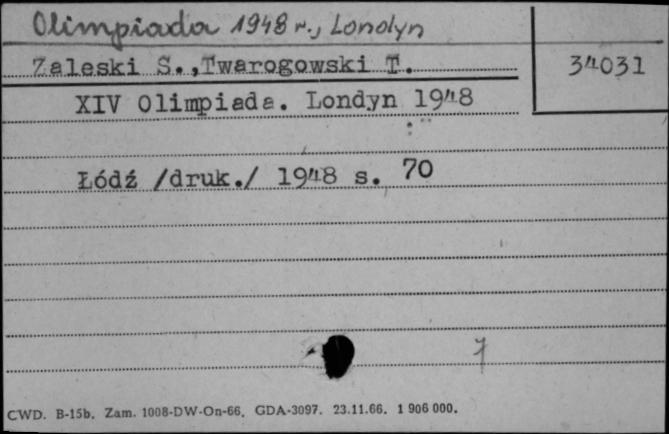 Olimpiada 1948 r., Londyn
Zaleski S.,Twarogowski T.
34031
XIV Olimpiada. Londyn 1948
Łódź /druk./ 1948 s. 70
7
CWD. B-15b. Zam. 1008-DW-On-66. GDA-3097. 23.11.66. 1 906 000.